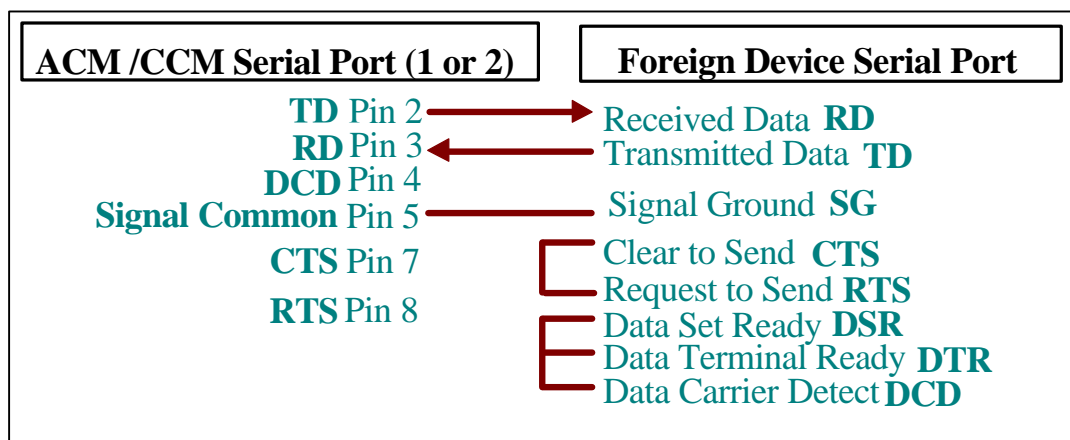 ACM /CCM Serial Port (1 or 2)
Foreign Device Serial Port
TD Pin 2
Received Data RD
RD Pin 3
Transmitted Data TD
DCD Pin 4
Signal Common Pin 5
Signal Ground SG
CTS Pin 7
Clear to Send CTS
RTS Pin 8
Request to Send RTS
Data Set Ready DSR
Data Terminal Ready DTR
Data Carrier Detect DCD